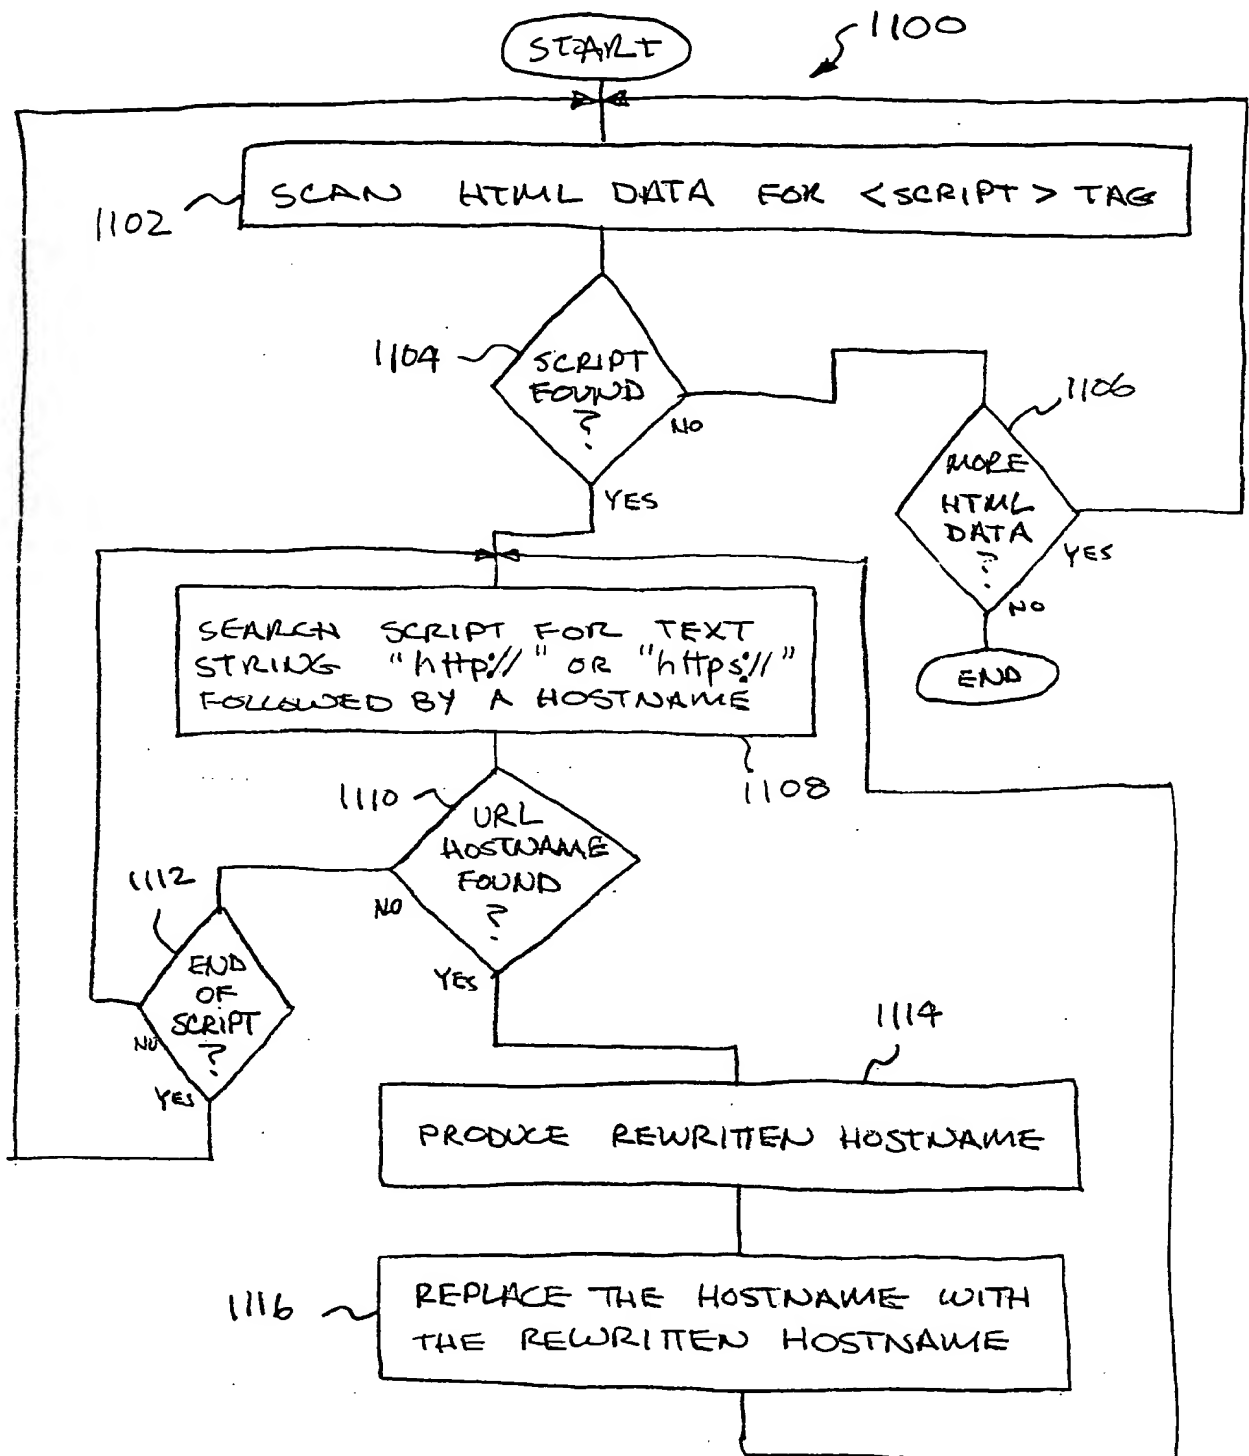 START
1100
SCAN HTML DATA FOR <SCRIPT> TAG
1102
1104
SCRIPT
FOUND
?
NO
YES
1106
MORE
HTML
DATA
?
YES
NO
END
SEARCH SCRIPT FOR TEXT
STRING "http://" OR "https://"
FOLLOWED BY A HOSTNAME
1108
1110
URL
HOSTNAME
FOUND
?
NO
YES
1112
END
OF
SCRIPT
?
NO
YES
1114
PRODUCE REWRITTEN HOSTNAME
1116
REPLACE THE HOSTNAME WITH
THE REWRITTEN HOSTNAME